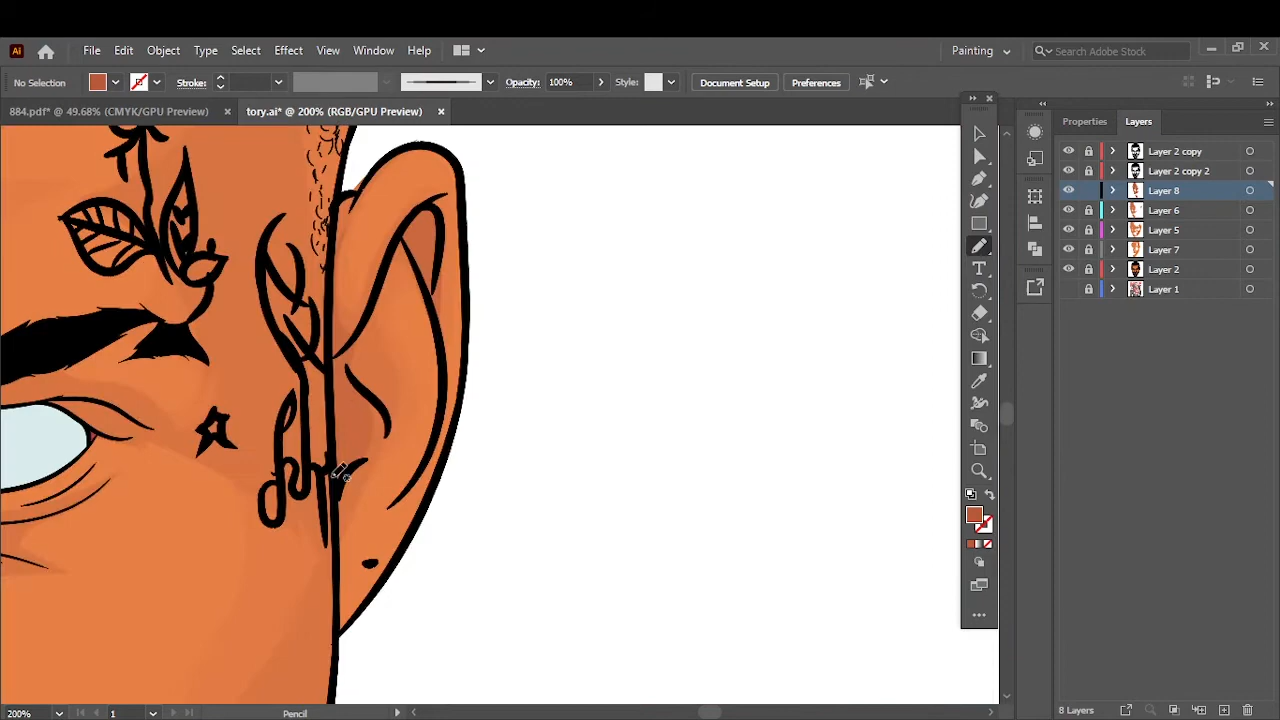 Ai File Edit Object Type Select Effect View Window Help Painting Search Adobe Stock
No Selection Stroke: Opacity: 100% Style: Document Setup Preferences
884.pdf* @ 49.68% (CMYK/GPU Preview) tory.ai* @ 200% (RGB/GPU Preview)
Properties Layers
Layer 2 copy
Layer 2 copy 2
Layer 8
Layer 6
Layer 5
Layer 7
Layer 2
Layer 1
200% 1 Pencil 8 Layers